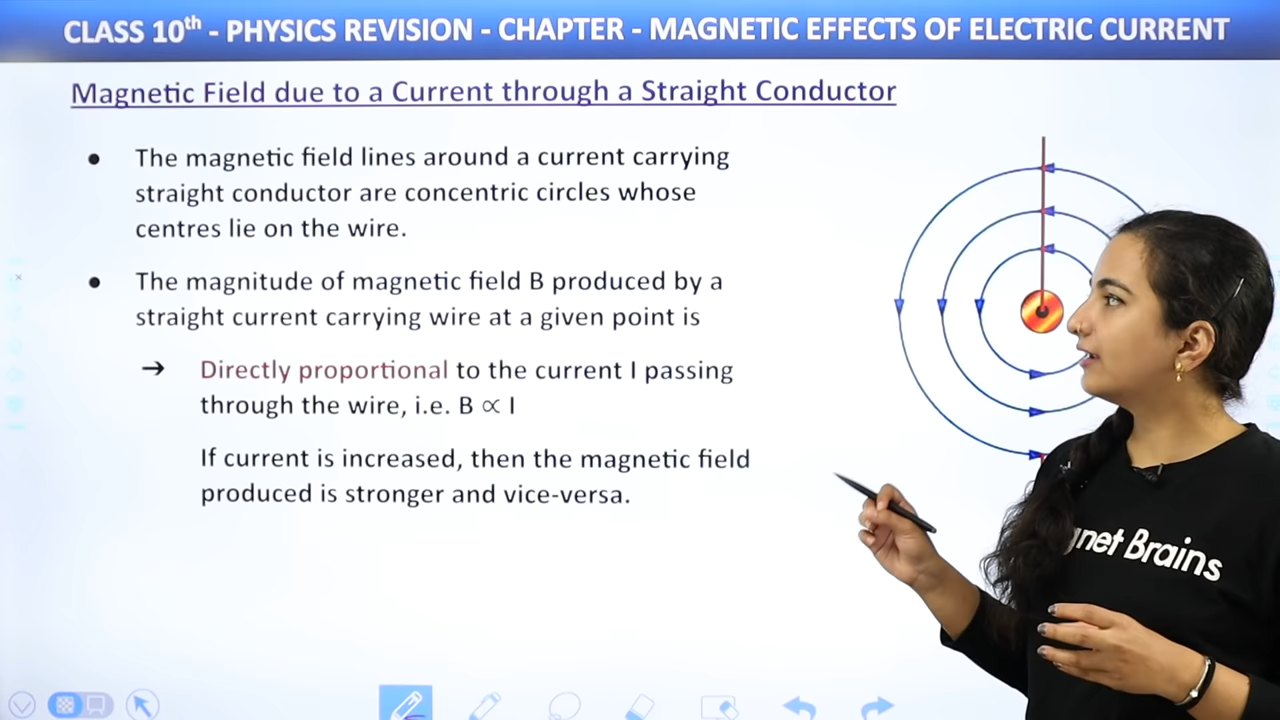 CLASS 10th - PHYSICS REVISION - CHAPTER - MAGNETIC EFFECTS OF ELECTRIC CURRENT
Magnetic Field due to a Current through a Straight Conductor
● The magnetic field lines around a current carrying
straight conductor are concentric circles whose
centres lie on the wire.
● The magnitude of magnetic field B produced by a
straight current carrying wire at a given point is
➔ Directly proportional to the current I passing
through the wire, i.e. B ∝ I
If current is increased, then the magnetic field
produced is stronger and vice-versa.
Brains